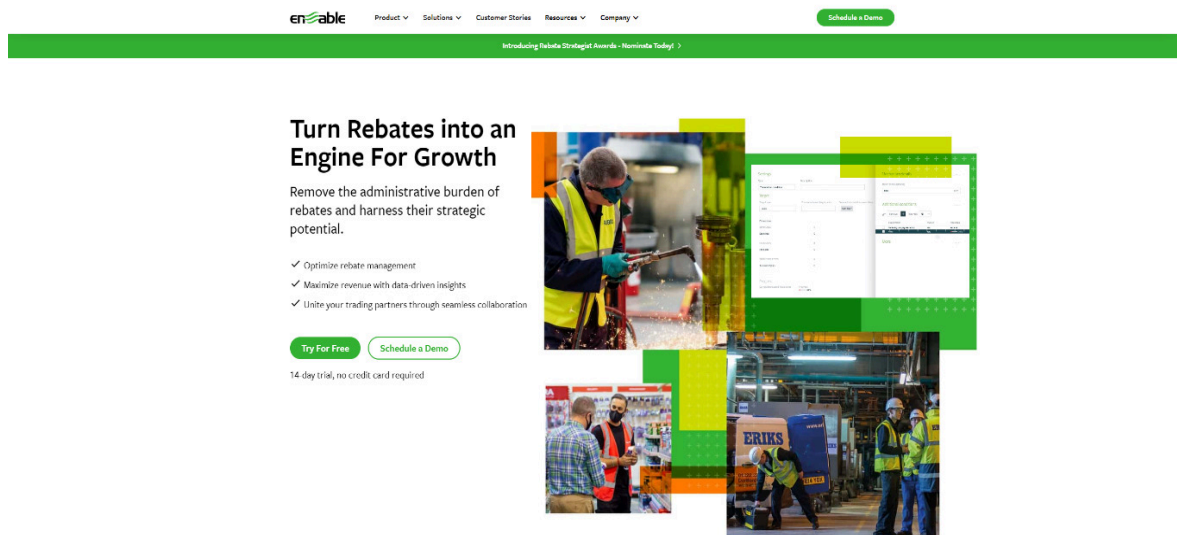 enable
Product
Solutions
Customer Stories
Resources
Company
Schedule a Demo
Introducing Rebate Strategist Awards - Nominate Today!
Turn Rebates into an
Engine For Growth
Remove the administrative burden of
rebates and harness their strategic
potential.
Optimize rebate management
Maximize revenue with data-driven insights
Unite your trading partners through seamless collaboration
Try For Free
Schedule a Demo
14-day trial, no credit card required
ERIKS